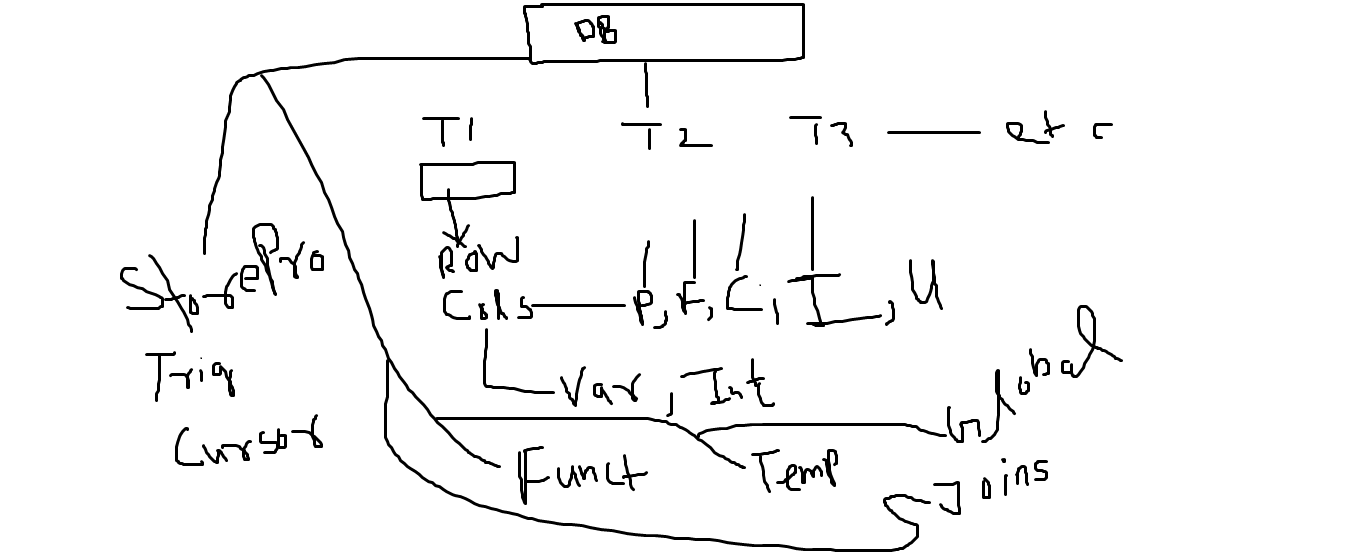 DB
T1 T2 T3 etc
Row
StorePro
Cols P, F, C, I, U
Trig
Var, Int
Global
Cursor
Funct Temp
Joins